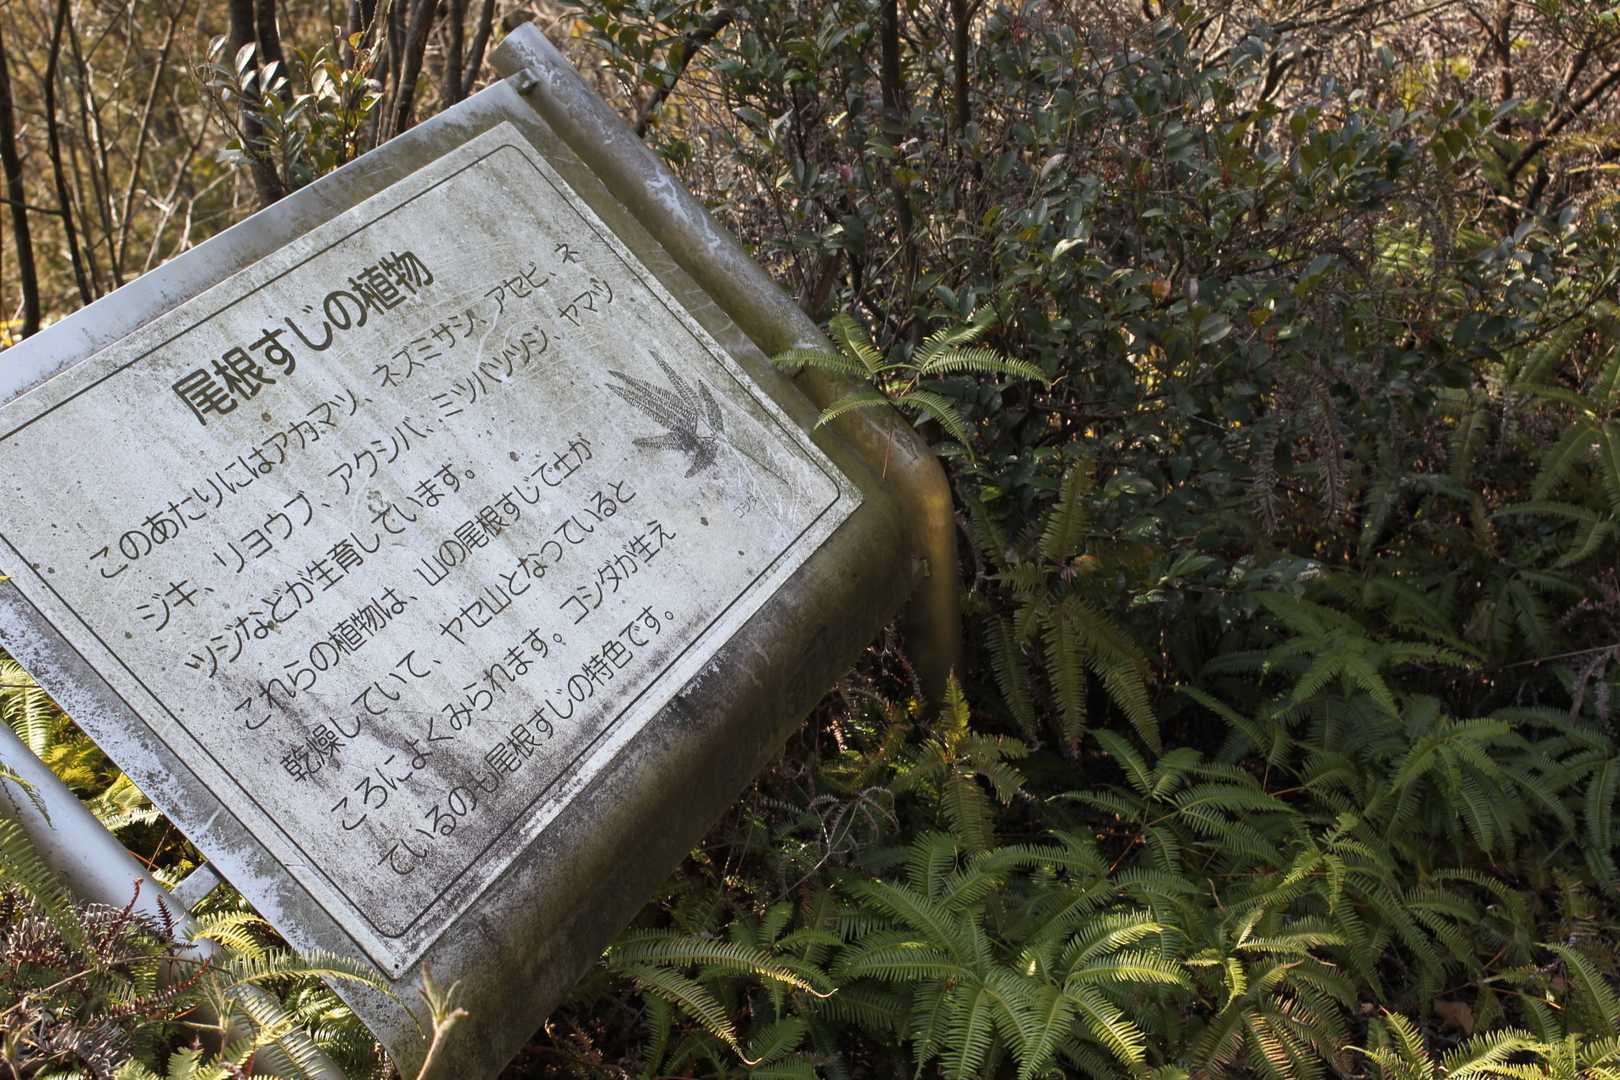 尾根すじの植物
このあたりにはアカマツ、ネズミサシ、アセビ、ネ
ジキ、リョウブ、アクシバ、ミツバツツジ、ヤマツ
ツジなどが生育しています。
これらの植物は、山の尾根すじで土が
乾燥していて、ヤセ山となっていると
ころによくみられます。コシダが生え
ているのも尾根すじの特色です。
コシダ